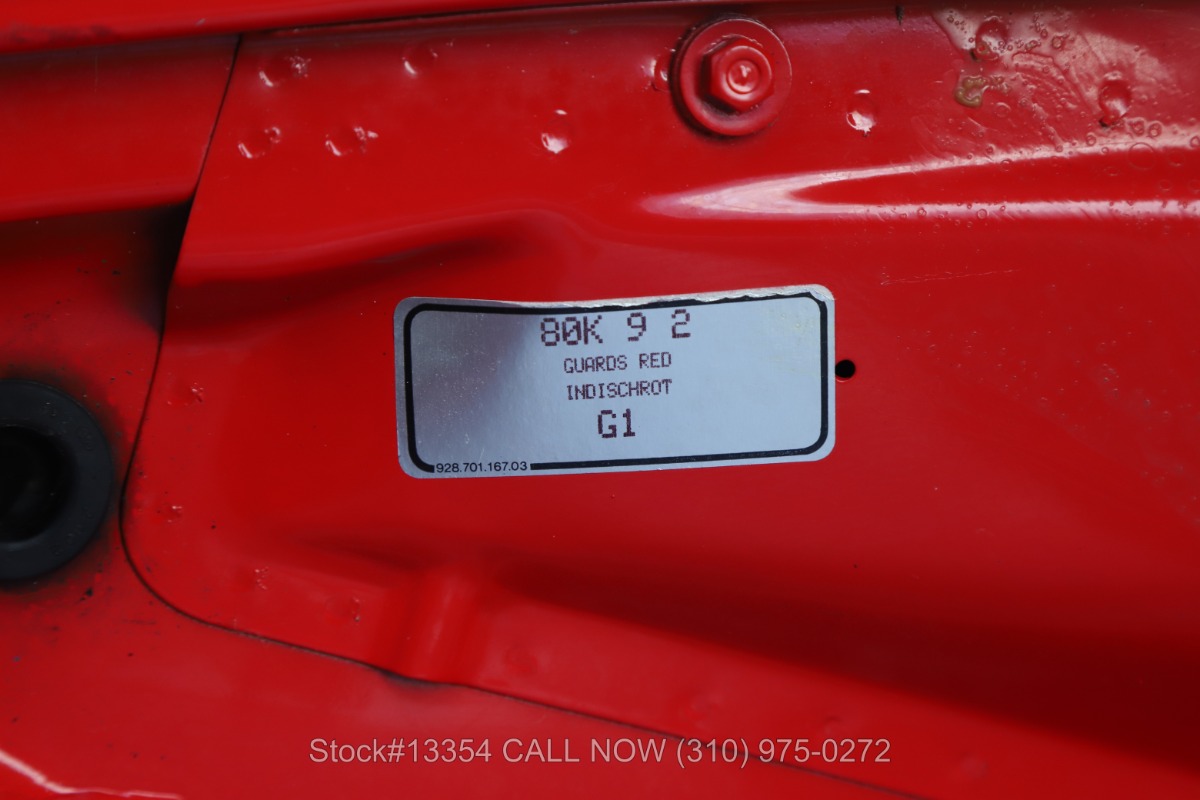 80K 9 2
GUARDS RED
INDISCHROT
G1
928.701.167.03
Stock#13354 CALL NOW (310) 975-0272